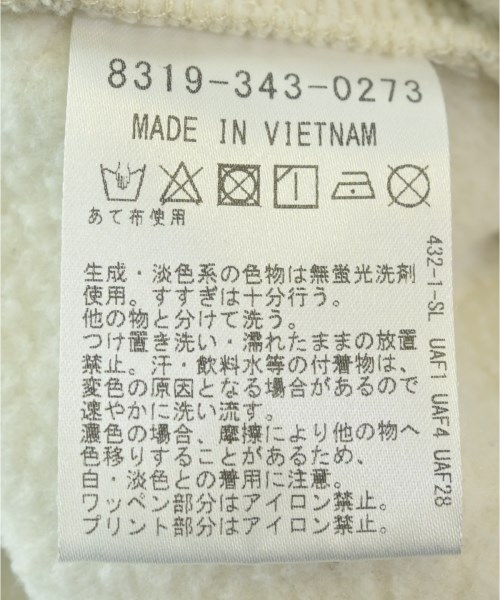 8319-343-0273
MADE IN VIETNAM
あて布使用
生成・淡色系の色物は無蛍光洗剤
使用。すすぎは十分行う。
他の物と分けて洗う。
つけ置き洗い・濡れたままの放置
禁止。汗・飲料水等の付着物は、
変色の原因となる場合があるので
速やかに洗い流す。
濃色の場合、摩擦により他の物へ
色移りすることがあるため、
白・淡色との着用に注意。
ワッペン部分はアイロン禁止。
プリント部分はアイロン禁止。
432-1-SL UAF1 UAF4 UAF28